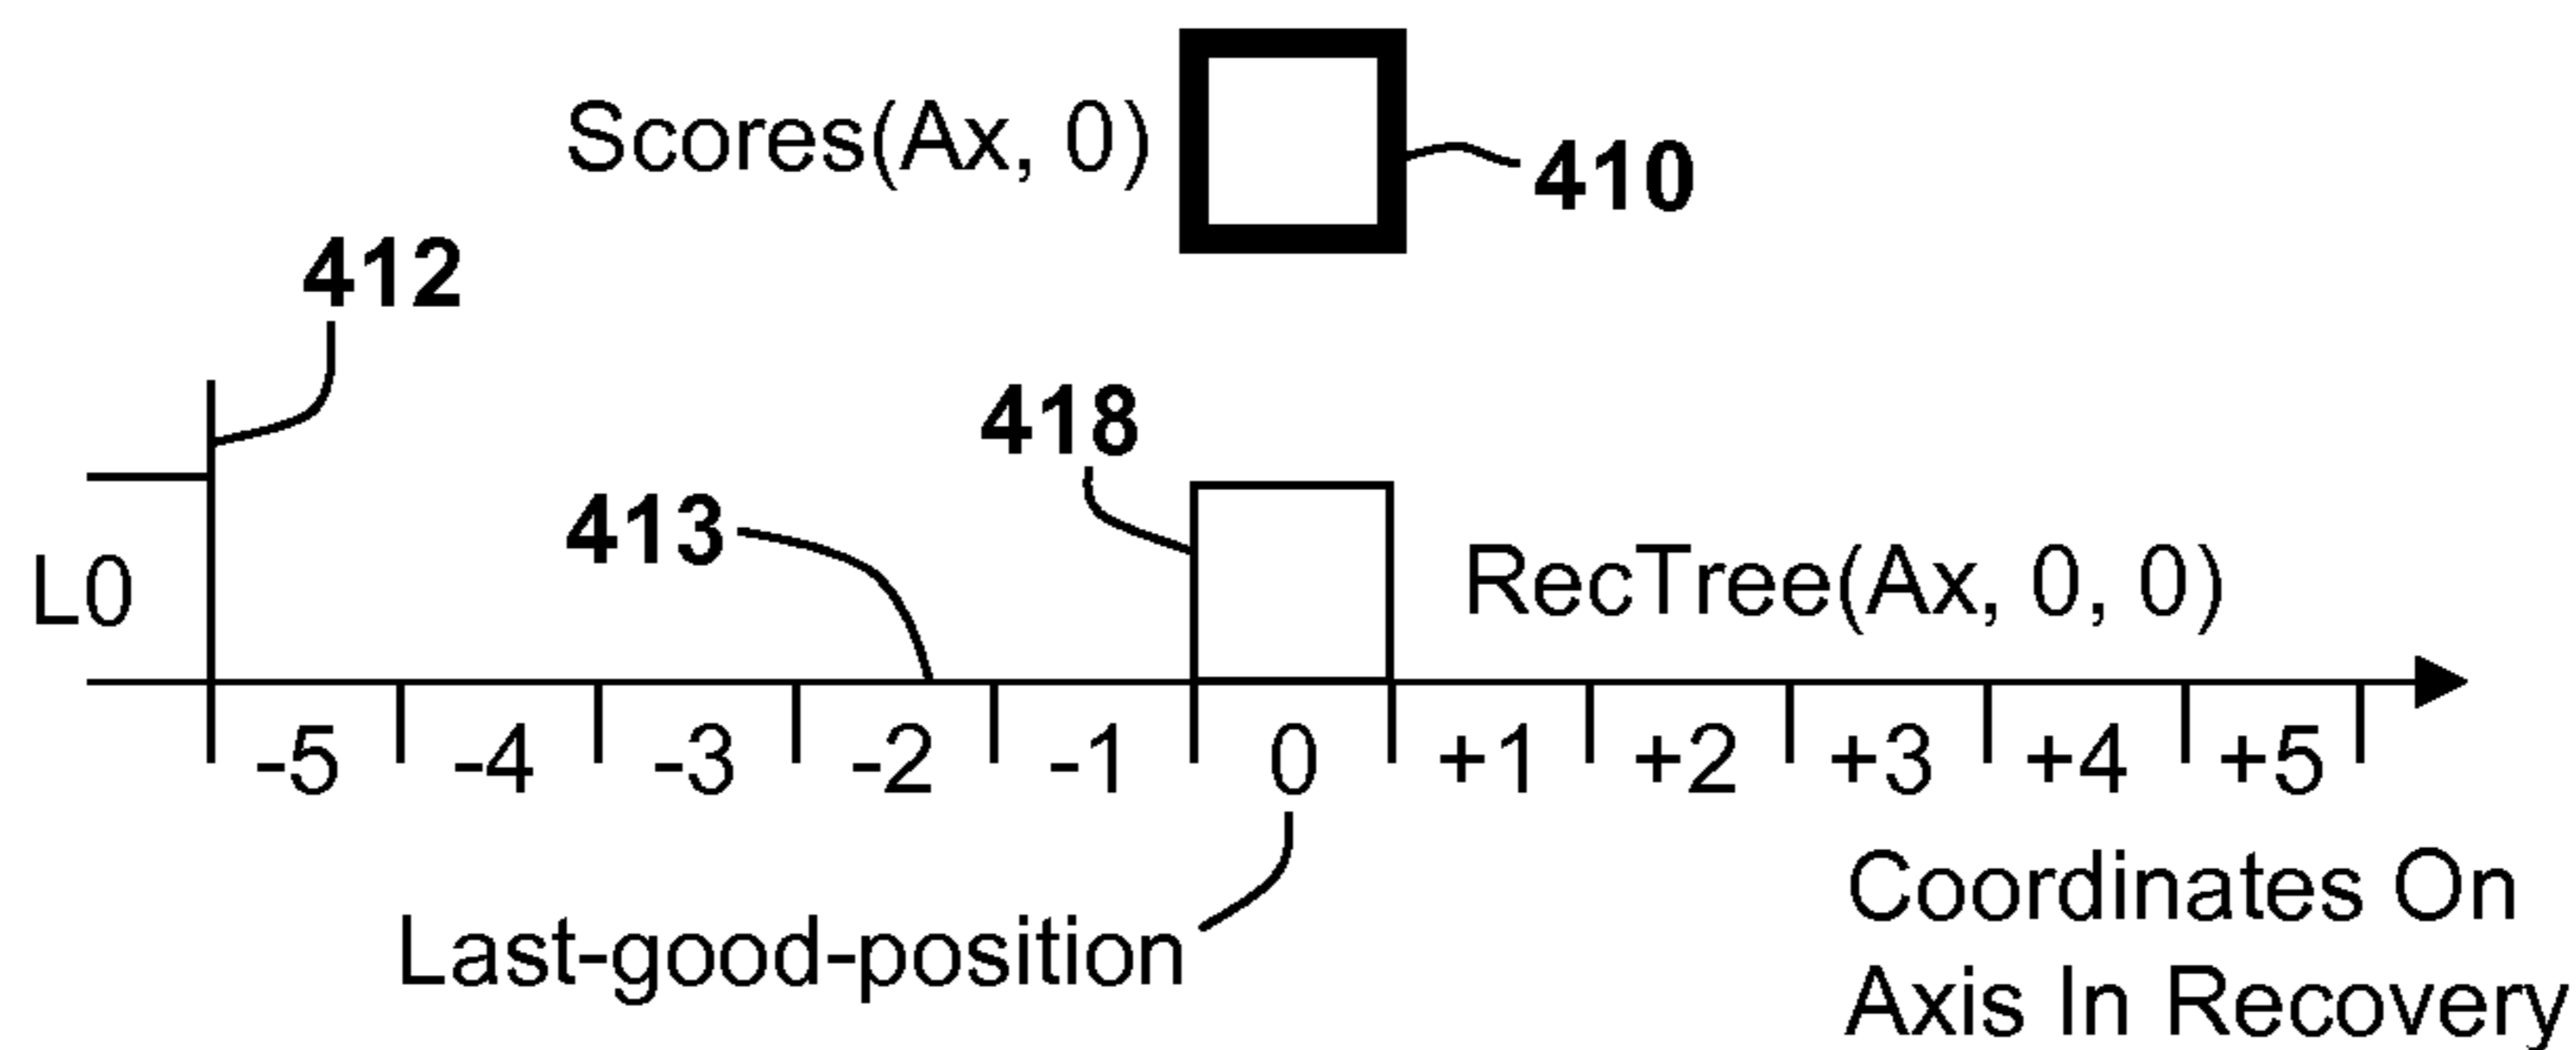 Scores(Ax, 0)
410
412
418
413
L0
RecTree(Ax, 0, 0)
-5 -4 -3 -2 -1 0 +1 +2 +3 +4 +5
Last-good-position
Coordinates On
Axis In Recovery